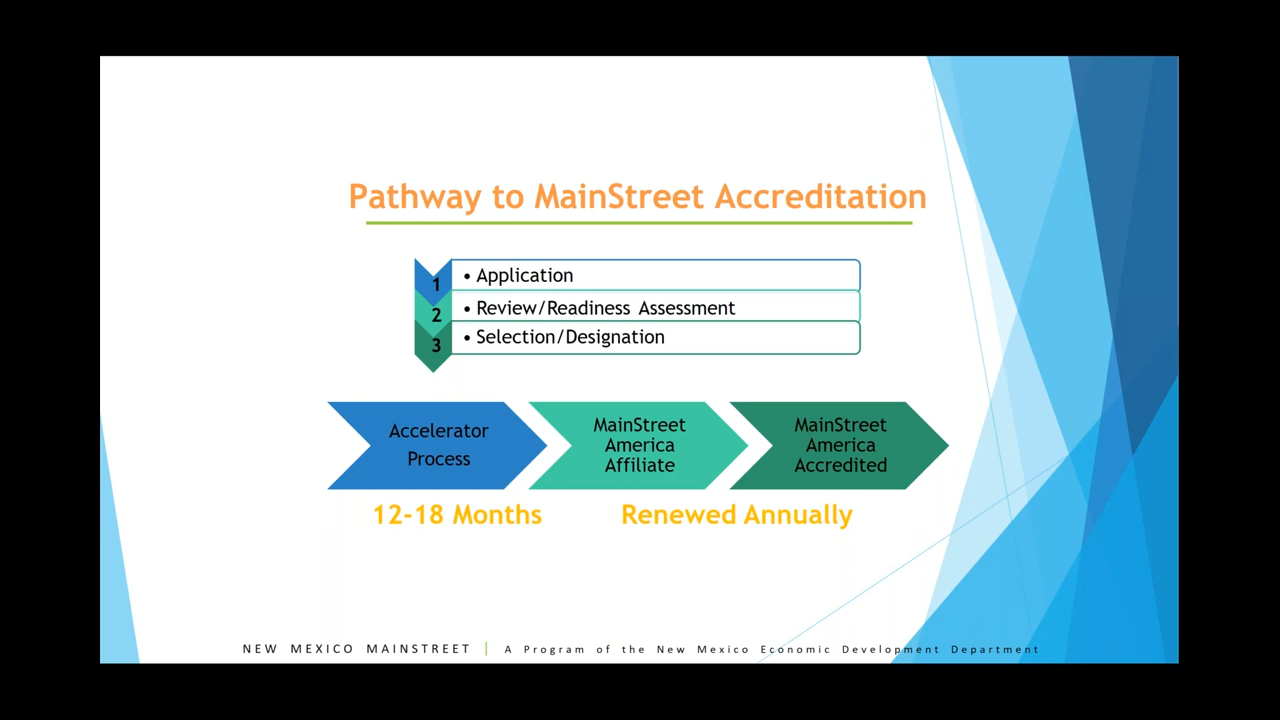 Pathway to MainStreet Accreditation
1 • Application
2 • Review/Readiness Assessment
3 • Selection/Designation
Accelerator
Process
MainStreet
America
Affiliate
MainStreet
America
Accredited
12-18 Months
Renewed Annually
NEW MEXICO MAINSTREET | A Program of the New Mexico Economic Development Department